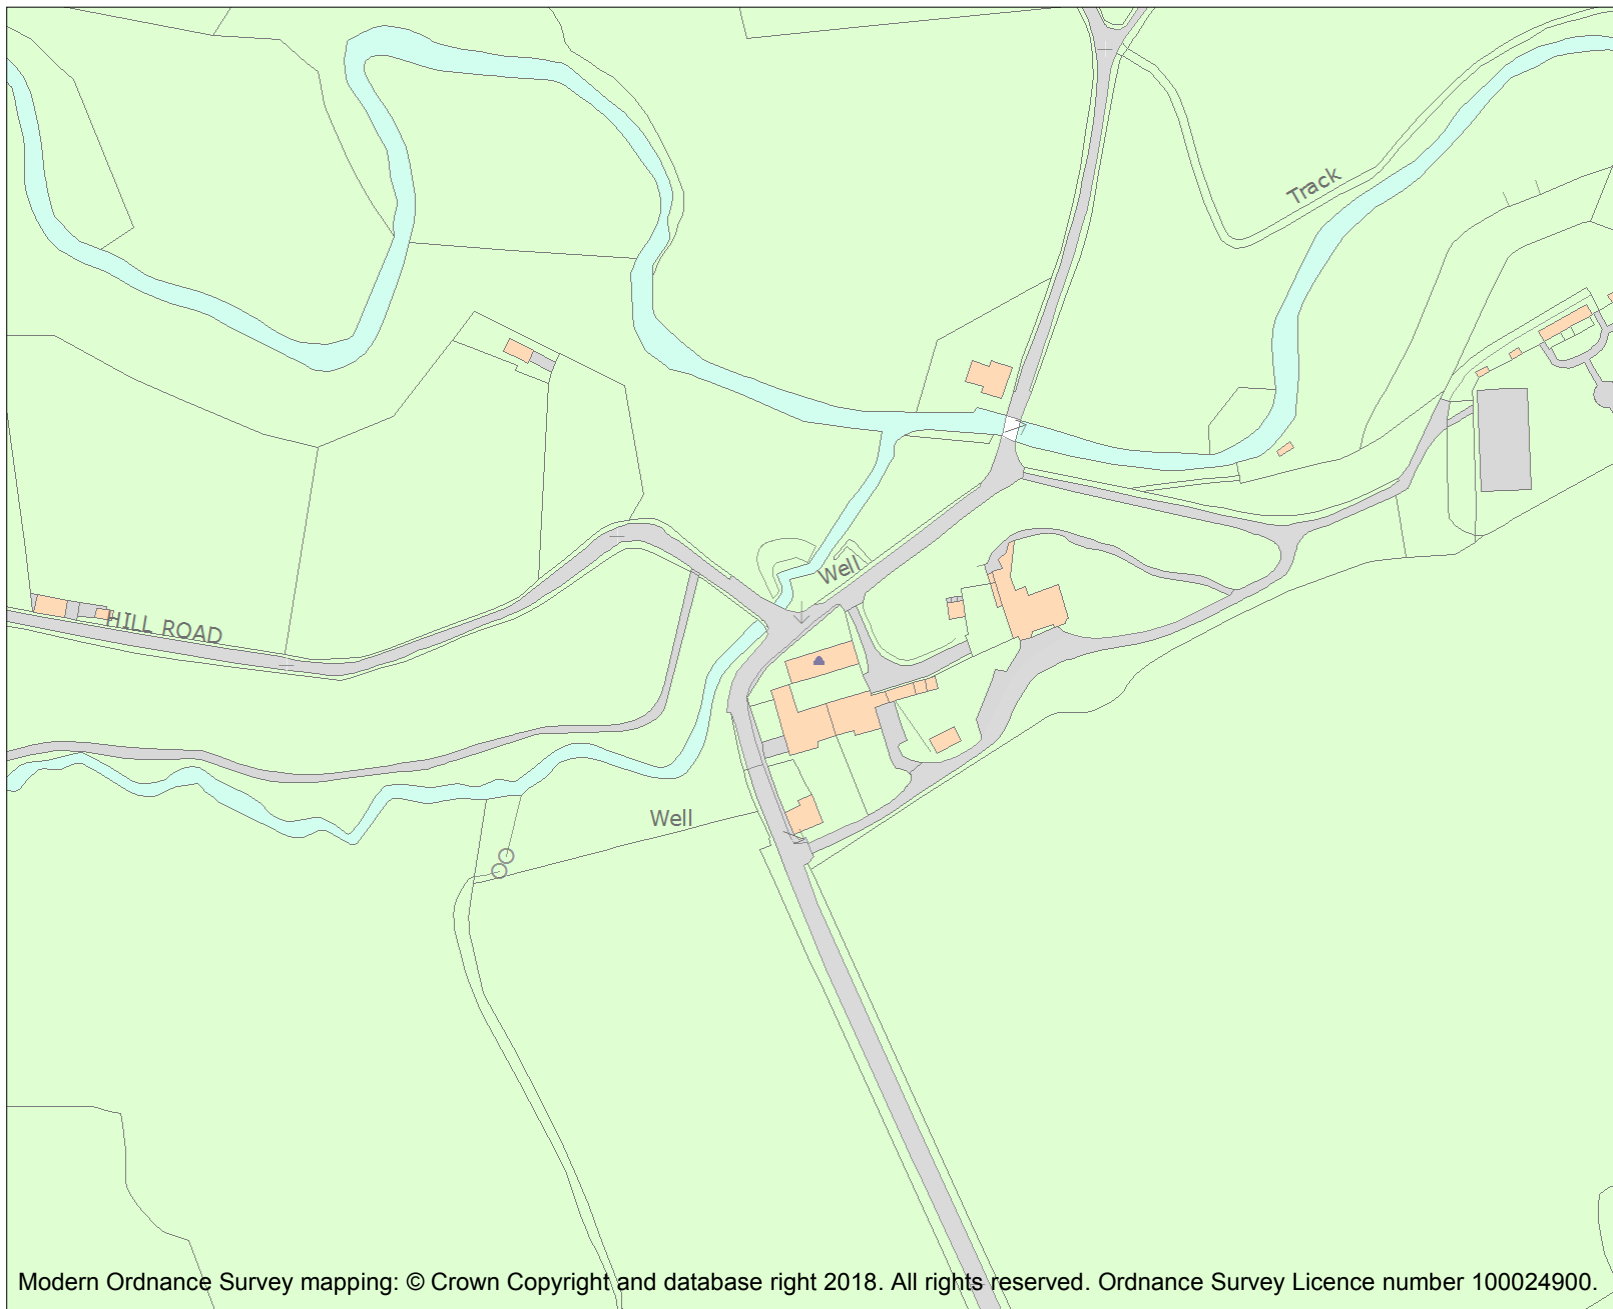 Track
Well
HILL ROAD
Well
Modern Ordnance Survey mapping: © Crown Copyright and database right 2018. All rights reserved. Ordnance Survey Licence number 100024900.